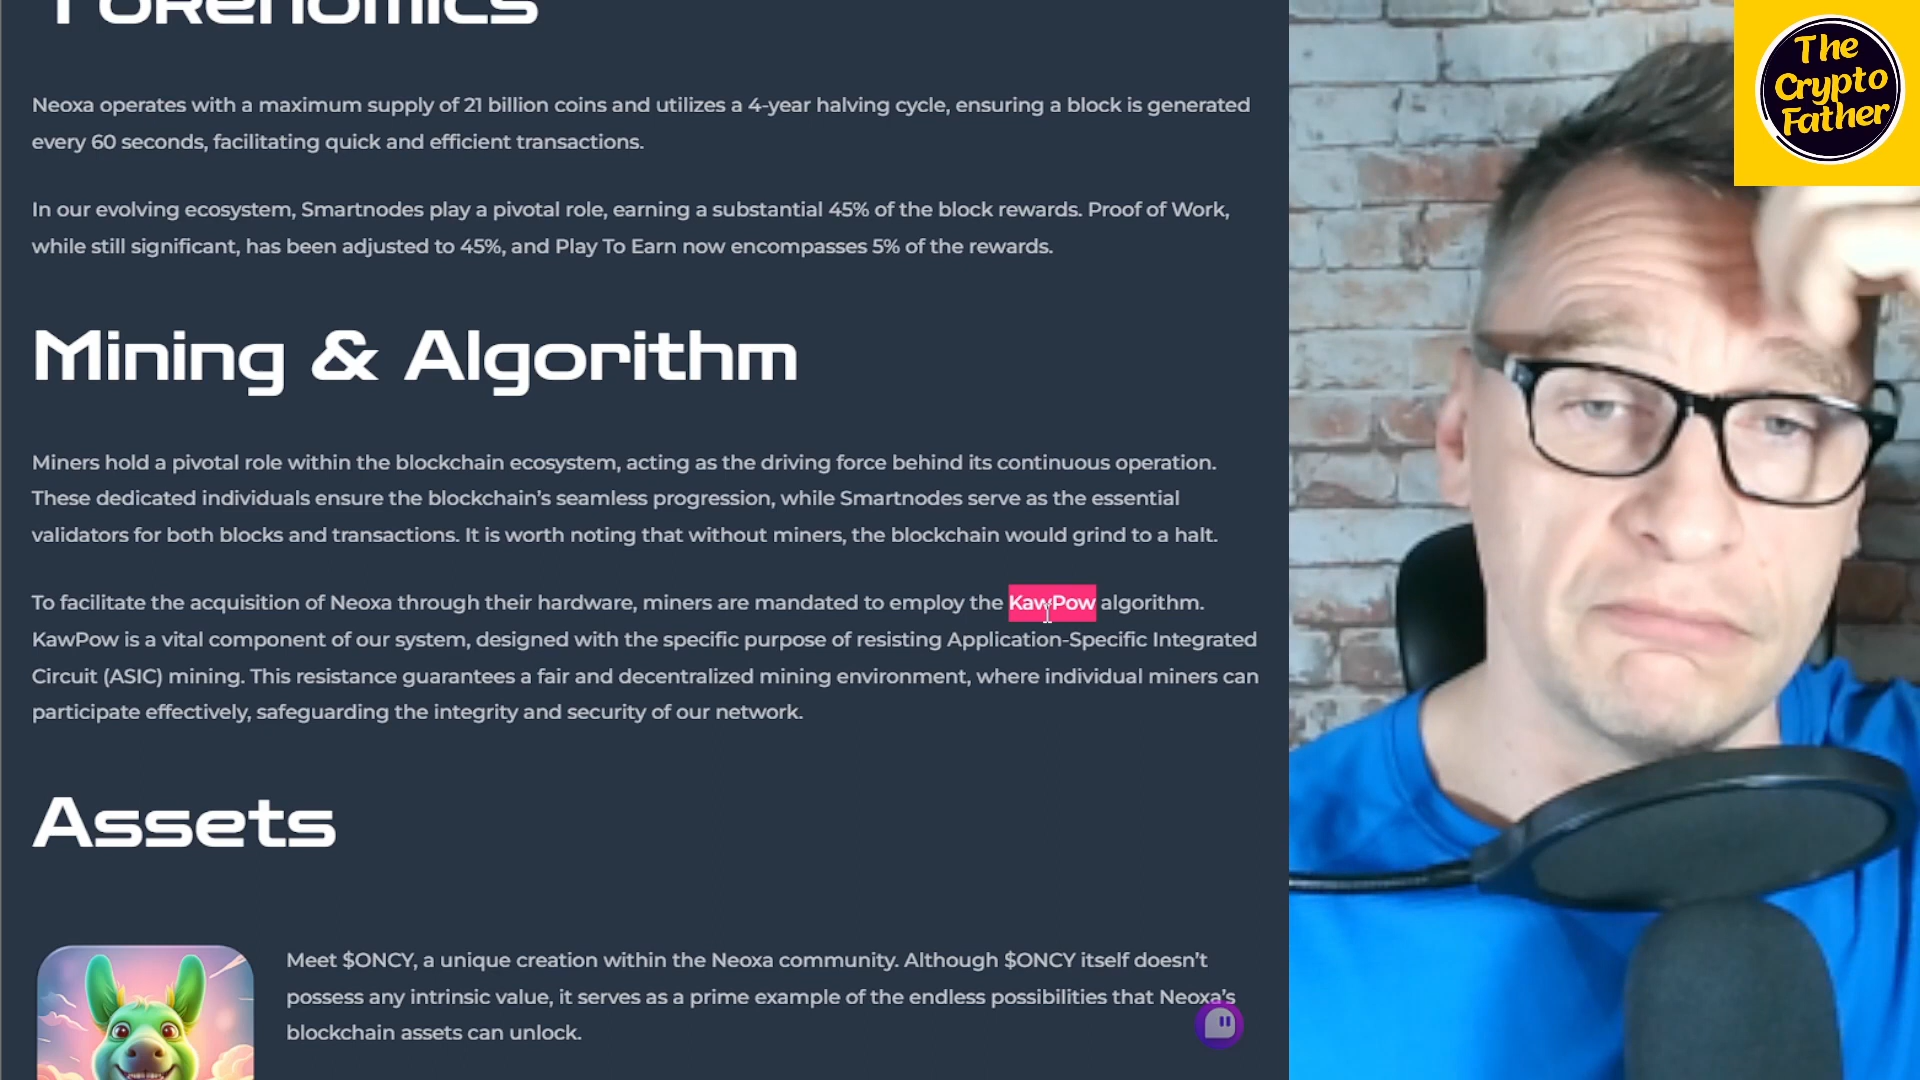 Tokenomics
The
Crypto
Father
Neoxa operates with a maximum supply of 21 billion coins and utilizes a 4-year halving cycle, ensuring a block is generated
every 60 seconds, facilitating quick and efficient transactions.
In our evolving ecosystem, Smartnodes play a pivotal role, earning a substantial 45% of the block rewards. Proof of Work,
while still significant, has been adjusted to 45%, and Play To Earn now encompasses 5% of the rewards.
Mining & Algorithm
Miners hold a pivotal role within the blockchain ecosystem, acting as the driving force behind its continuous operation.
These dedicated individuals ensure the blockchain's seamless progression, while Smartnodes serve as the essential
validators for both blocks and transactions. It is worth noting that without miners, the blockchain would grind to a halt.
To facilitate the acquisition of Neoxa through their hardware, miners are mandated to employ the KawPow algorithm.
KawPow is a vital component of our system, designed with the specific purpose of resisting Application-Specific Integrated
Circuit (ASIC) mining. This resistance guarantees a fair and decentralized mining environment, where individual miners can
participate effectively, safeguarding the integrity and security of our network.
Assets
Meet $ONCY, a unique creation within the Neoxa community. Although $ONCY itself doesn't
possess any intrinsic value, it serves as a prime example of the endless possibilities that Neoxa's
blockchain assets can unlock.